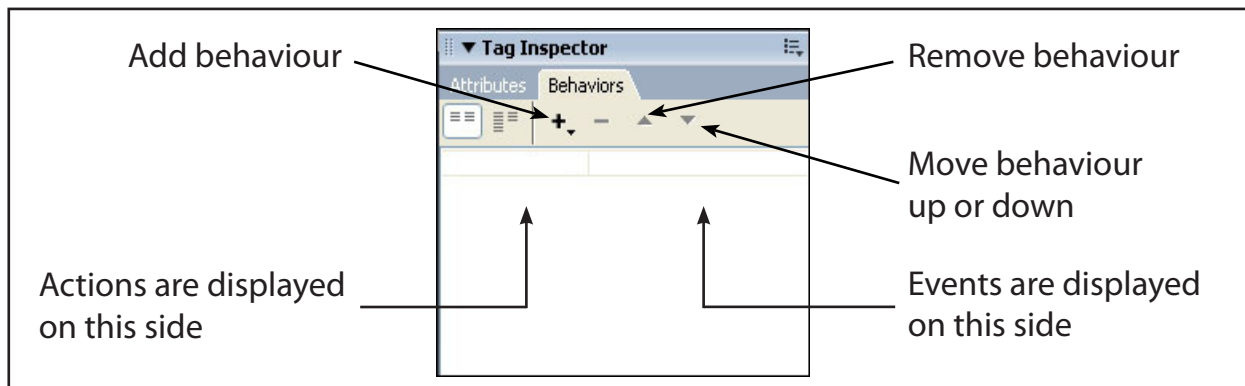 Add behaviour
Tag Inspector
Remove behaviour
Attributes Behaviors
Move behaviour
up or down
Actions are displayed
on this side
Events are displayed
on this side